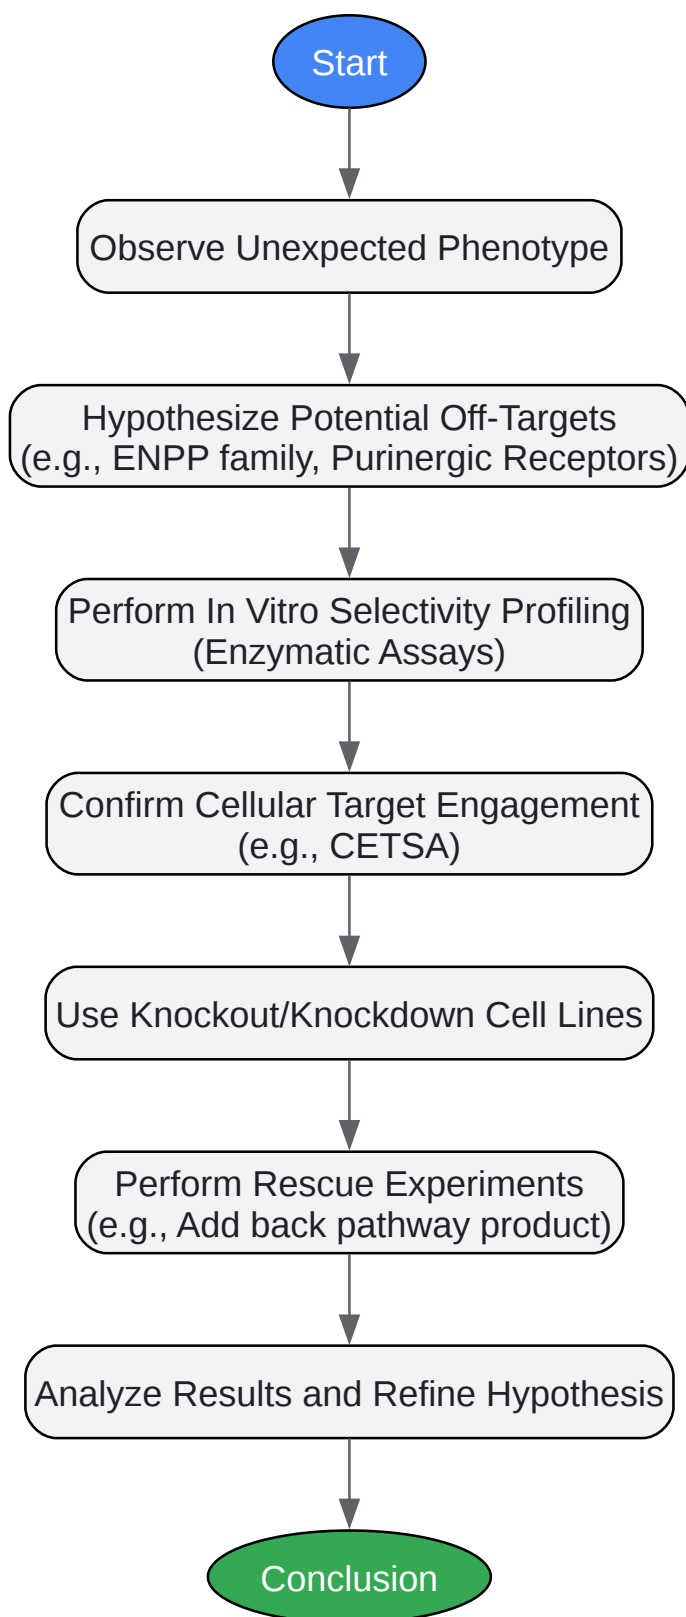 Start
Observe Unexpected Phenotype
Hypothesize Potential Off-Targets
(e.g., ENPP family, Purinergic Receptors)
Perform In Vitro Selectivity Profiling
(Enzymatic Assays)
Confirm Cellular Target Engagement
(e.g., CETSA)
Use Knockout/Knockdown Cell Lines
Perform Rescue Experiments
(e.g., Add back pathway product)
Analyze Results and Refine Hypothesis
Conclusion